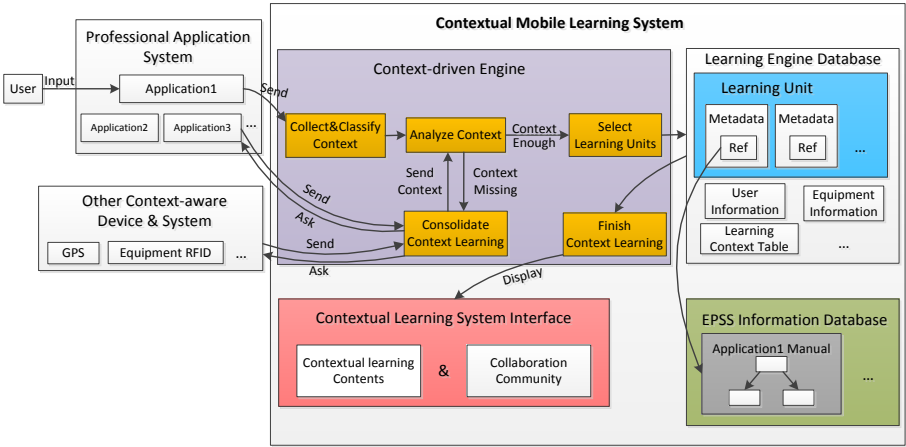 Contextual Mobile Learning System
Professional Application
System
User
Input
Application1
Application2
Application3
...
Send
Context-driven Engine
Collect&Classify
Context
Analyze Context
Context
Enough
Select
Learning Units
Send
Context
Context
Missing
Consolidate
Context Learning
Finish
Context Learning
Send
Ask
Other Context-aware
Device & System
GPS
Equipment RFID
...
Send
Ask
Display
Learning Engine Database
Learning Unit
Metadata
Ref
Metadata
Ref
...
User
Information
Equipment
Information
Learning
Context Table
...
Contextual Learning System Interface
Contextual learning
Contents
&
Collaboration
Community
EPSS Information Database
Application1 Manual
...